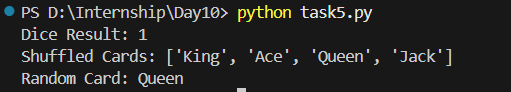 PS D:\Internship\Day10> python task5.py
Dice Result: 1
Shuffled Cards: ['King', 'Ace', 'Queen', 'Jack']
Random Card: Queen